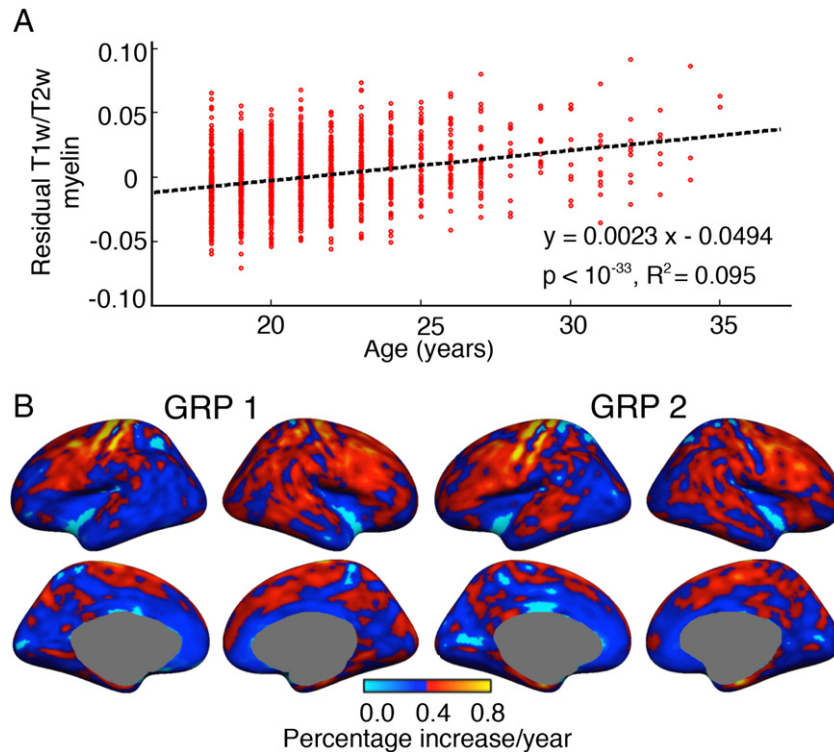 A
Residual T1w/T2w
myelin
0.10
0.05
0
-0.05
-0.10
y = 0.0023 x - 0.0494
p < 10⁻³³, R² = 0.095
20 25 30 35
Age (years)
B
GRP 1 GRP 2
0.0 0.4 0.8
Percentage increase/year